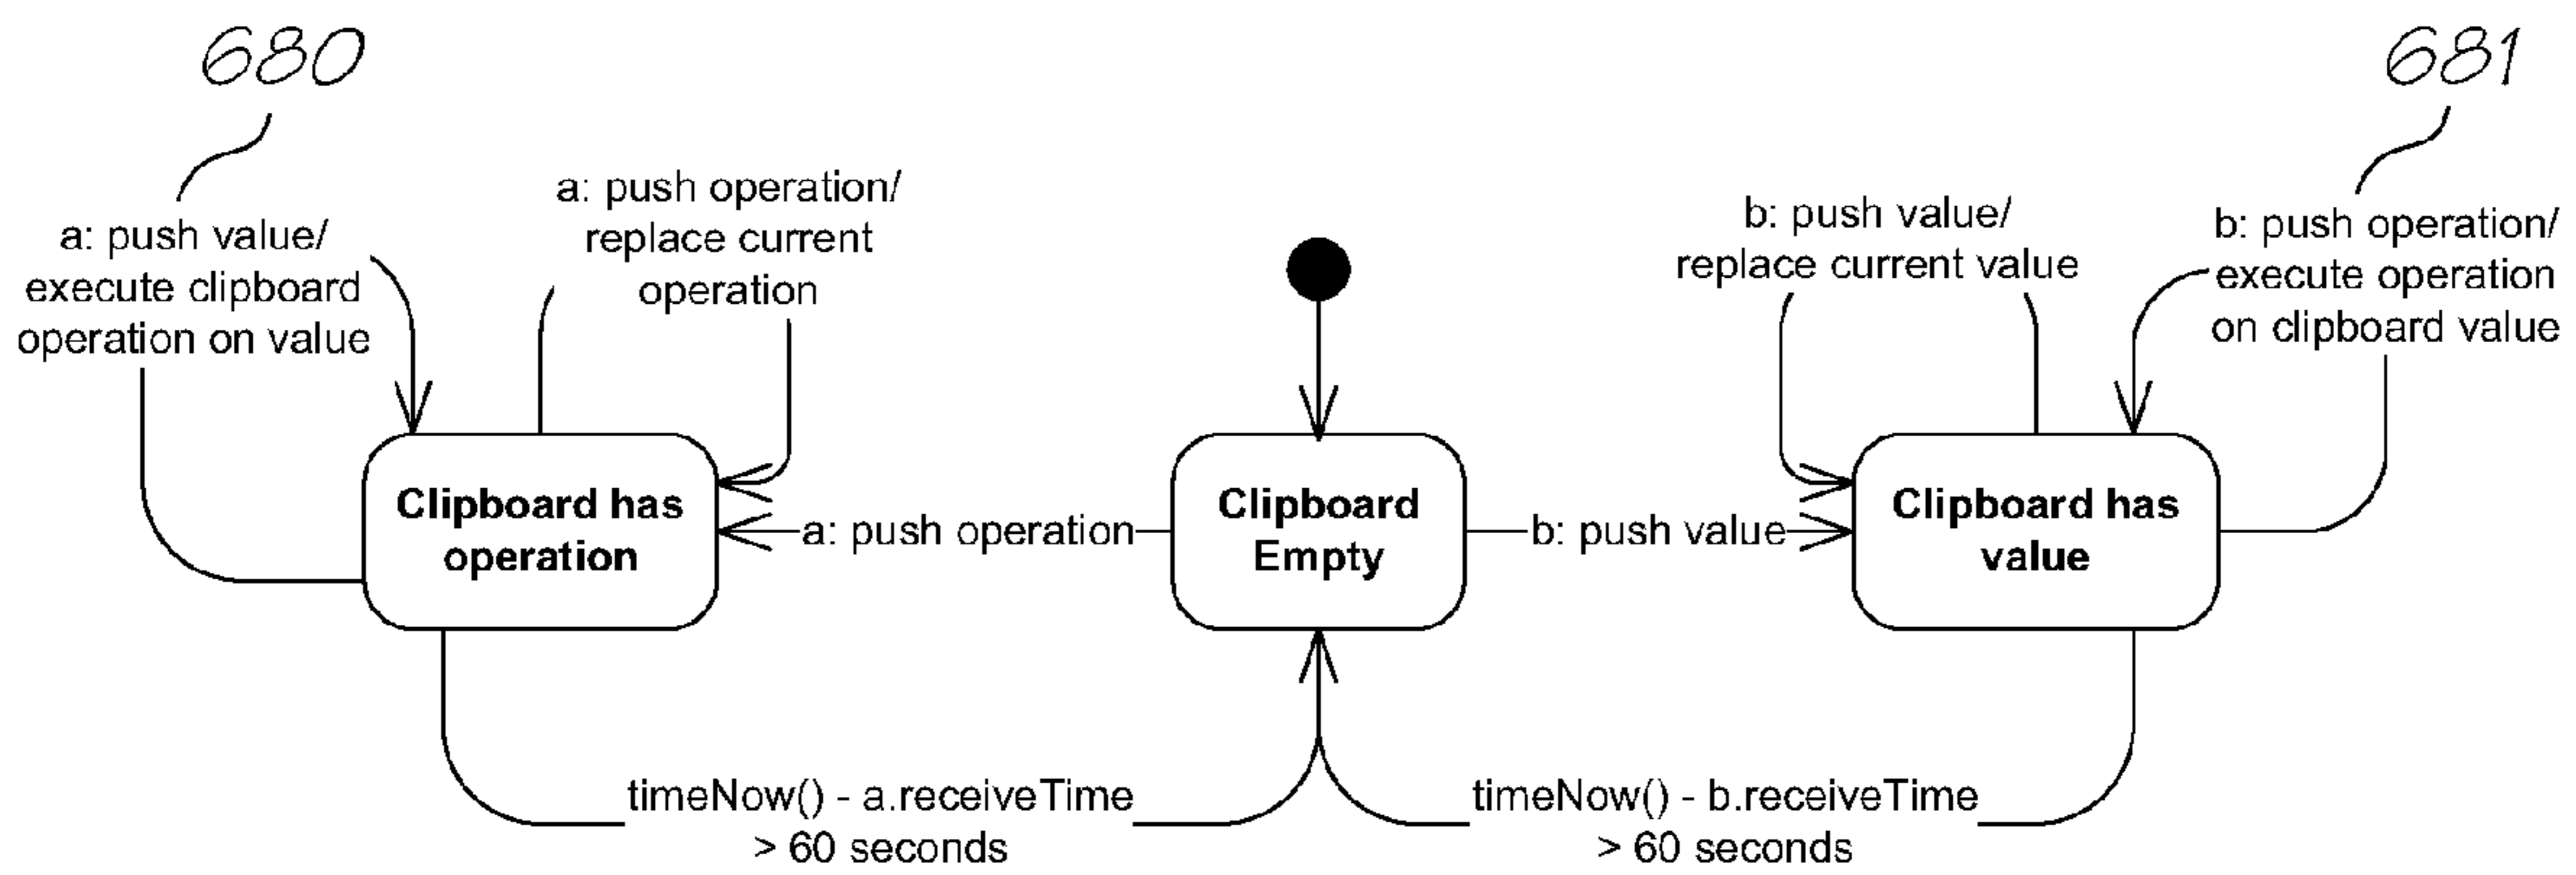 680
681
a: push value/
execute clipboard
operation on value
a: push operation/
replace current
operation
b: push value/
replace current value
b: push operation/
execute operation
on clipboard value
Clipboard has
operation
a: push operation
Clipboard
Empty
b: push value
Clipboard has
value
timeNow() - a.receiveTime
> 60 seconds
timeNow() - b.receiveTime
> 60 seconds